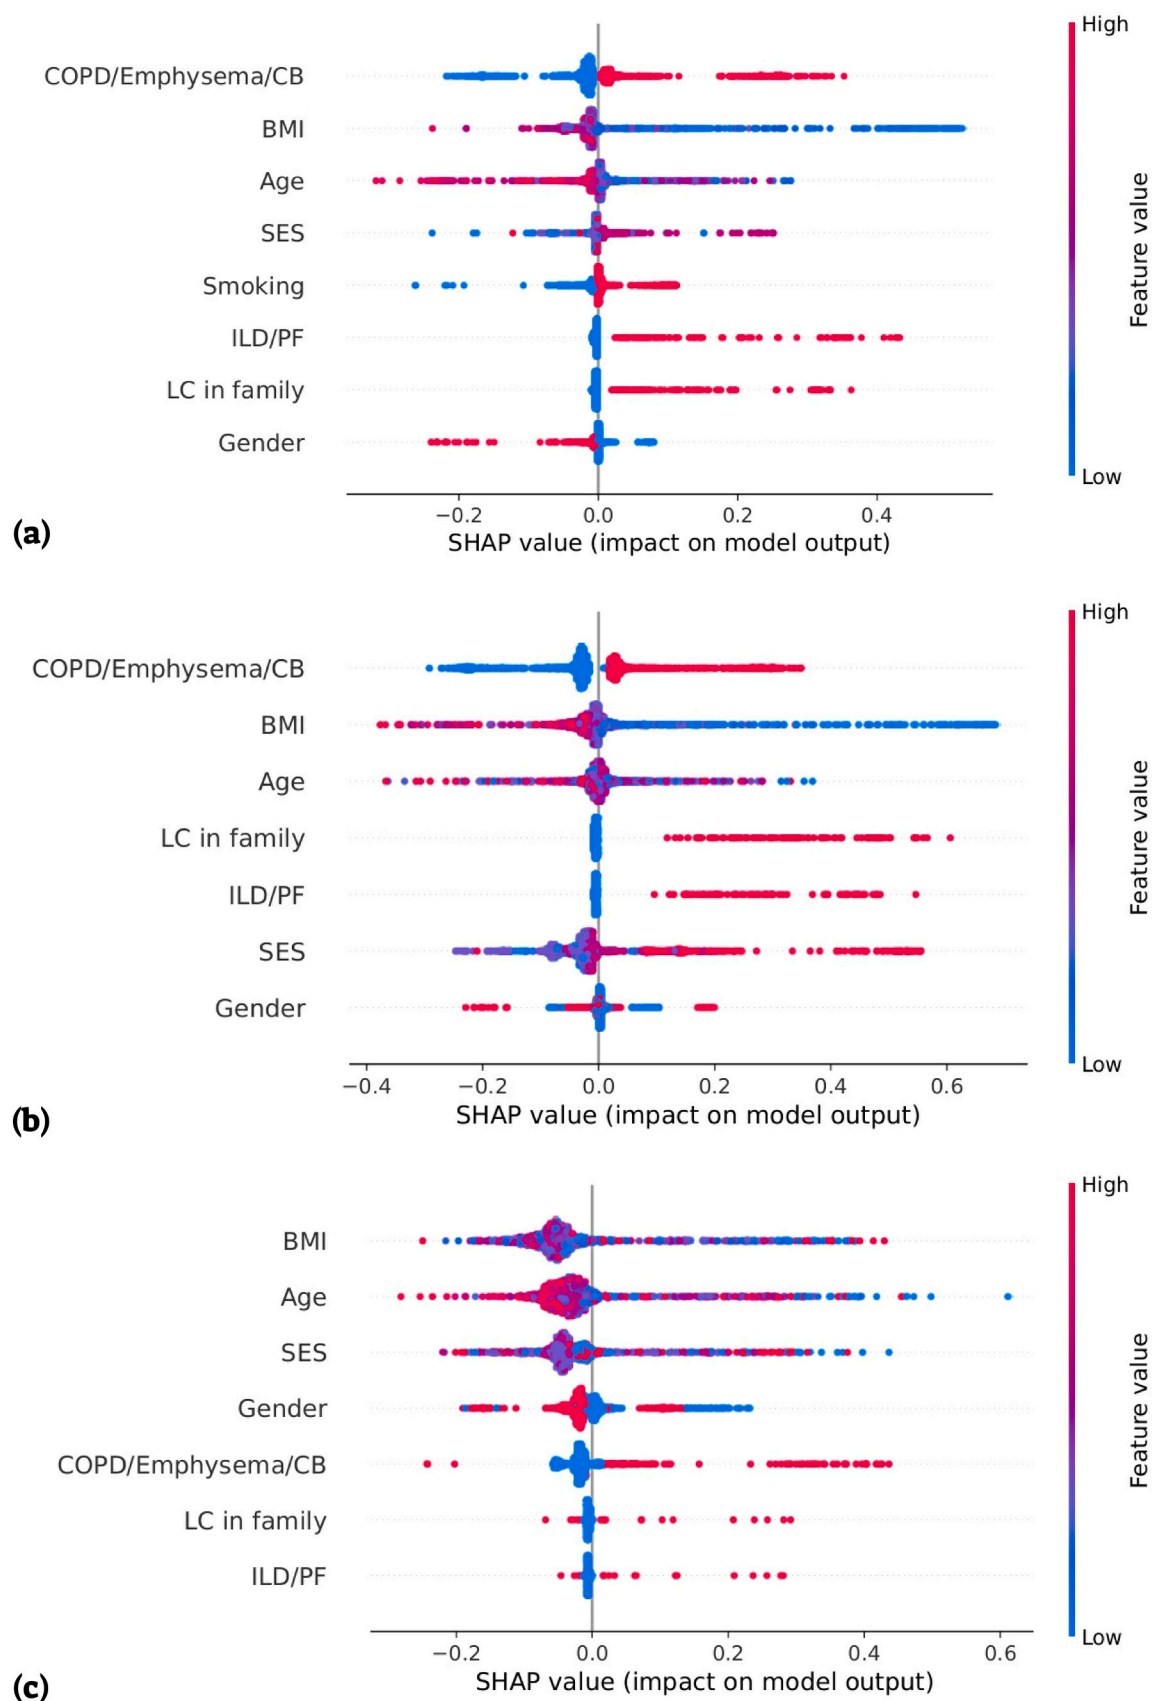 High
COPD/Emphysema/CB
BMI
Age
SES
Smoking
ILD/PF
LC in family
Gender
Feature value
Low
−0.2 0.0 0.2 0.4
SHAP value (impact on model output)
(a)
High
COPD/Emphysema/CB
BMI
Age
LC in family
ILD/PF
SES
Gender
Feature value
Low
−0.4 −0.2 0.0 0.2 0.4 0.6
SHAP value (impact on model output)
(b)
High
BMI
Age
SES
Gender
COPD/Emphysema/CB
LC in family
ILD/PF
Feature value
Low
−0.2 0.0 0.2 0.4 0.6
SHAP value (impact on model output)
(c)